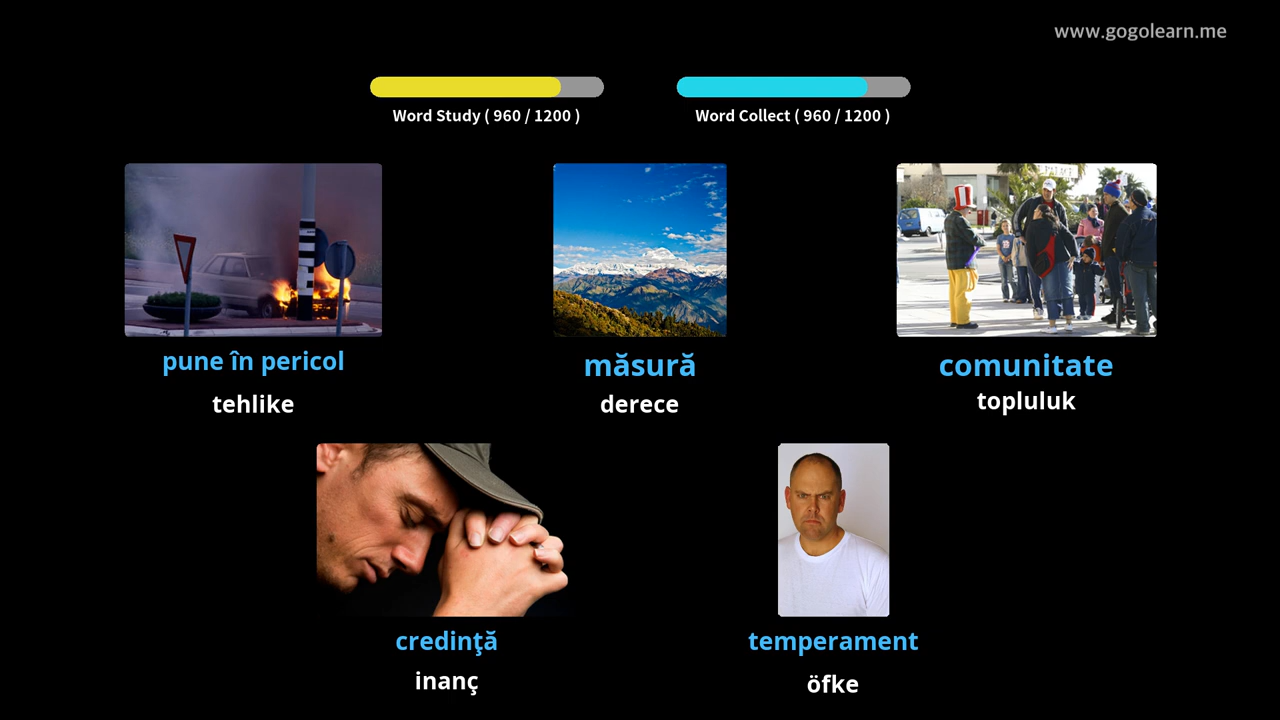 www.gogolearn.me
Word Study ( 960 / 1200 )
Word Collect ( 960 / 1200 )
pune în pericol
tehlike
măsură
derece
comunitate
topluluk
credinţă
inanç
temperament
öfke